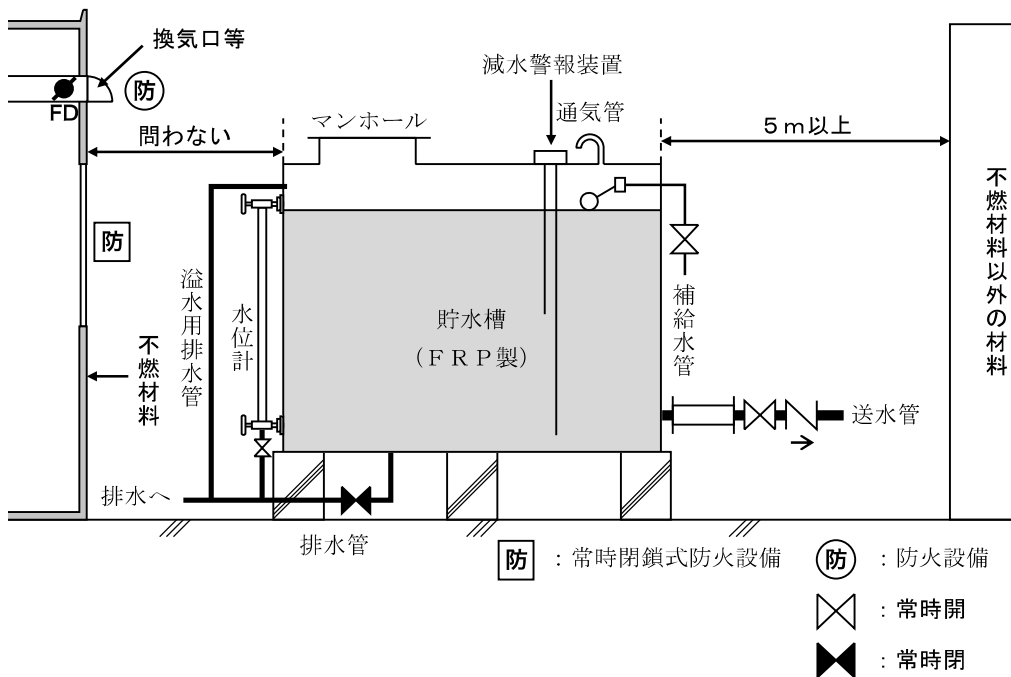 換気口等
防
FD
問わない
マンホール
減水警報装置
通気管
5m以上
不燃材料以外の材料
防
溢水用排水管
水位計
不燃材料
貯水槽
(FRP製)
補給水管
送水管
排水へ
排水管
防 : 常時閉鎖式防火設備
防 : 防火設備
: 常時開
: 常時閉